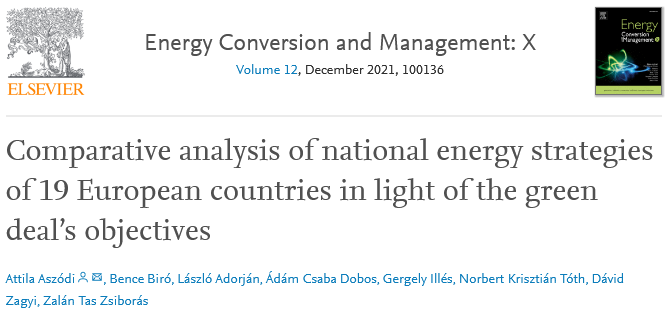 ELSEVIER
Energy Conversion and Management: X
Volume 12, December 2021, 100136
Energy
Conversion and
Management
Comparative analysis of national energy strategies
of 19 European countries in light of the green
deal's objectives
Attila Aszódi, Bence Biró, László Adorján, Ádám Csaba Dobos, Gergely Illés, Norbert Krisztián Tóth, Dávid
Zagyi, Zalán Tas Zsiborás